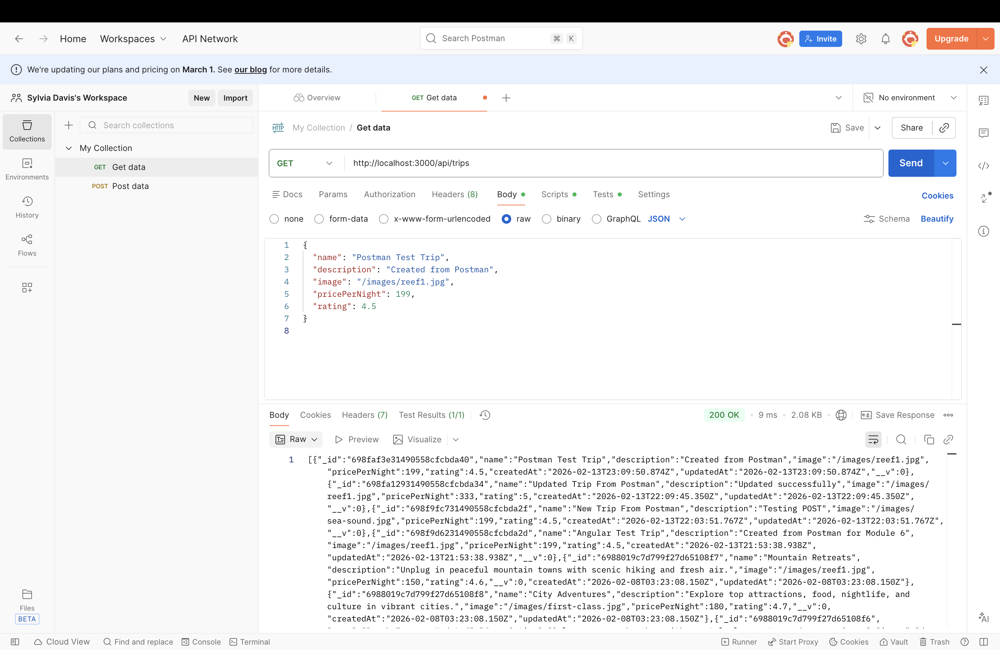 Home Workspaces API Network
Search Postman ⌘ K
Invite Upgrade
We're updating our plans and pricing on March 1. See our blog for more details.
Sylvia Davis's Workspace New Import
Overview GET Get data No environment
Collections
Search collections
My Collection / Get data Save Share
My Collection
GET Get data
POST Post data
Environments
History
Flows
GET http://localhost:3000/api/trips Send
Docs Params Authorization Headers (8) Body Scripts Tests Settings Cookies
none form-data x-www-form-urlencoded raw binary GraphQL JSON Schema Beautify
1 {
2 "name": "Postman Test Trip",
3 "description": "Created from Postman",
4 "image": "/images/reef1.jpg",
5 "pricePerNight": 199,
6 "rating": 4.5
7 }
8
Body Cookies Headers (7) Test Results (1/1) 200 OK • 9 ms • 2.08 KB • e.g. Save Response
Raw Preview Visualize
1 [{"_id":"698faf3e31490558cfcbda40","name":"Postman Test Trip","description":"Created from Postman","image":"/images/reef1.jpg",
"pricePerNight":199,"rating":4.5,"createdAt":"2026-02-13T23:09:50.874Z","updatedAt":"2026-02-13T23:09:50.874Z","__v":0},
{"_id":"698fa12931490558cfcbda34","name":"Updated Trip From Postman","description":"Updated successfully","image":"/images/
reef1.jpg","pricePerNight":333,"rating":5,"createdAt":"2026-02-13T22:09:45.350Z","updatedAt":"2026-02-13T22:09:45.350Z",
"__v":0},{"_id":"698f9fc731490558cfcbda2f","name":"New Trip From Postman","description":"Testing POST","image":"/images/
sea-sound.jpg","pricePerNight":199,"rating":4.5,"createdAt":"2026-02-13T22:03:51.767Z","updatedAt":"2026-02-13T22:03:51.767Z",
"__v":0},{"_id":"698f9d6231490558cfcbda2d","name":"Angular Test Trip","description":"Created from Postman for Module 6",
"image":"/images/reef1.jpg","pricePerNight":199,"rating":4.5,"createdAt":"2026-02-13T21:53:38.938Z",
"updatedAt":"2026-02-13T21:53:38.938Z","__v":0},{"_id":"6988019c7d799f27d65108f7","name":"Mountain Retreats",
"description":"Unplug in peaceful mountain towns with scenic hiking and fresh air.","image":"/images/reef1.jpg",
"pricePerNight":150,"rating":4.6,"__v":0,"createdAt":"2026-02-08T03:23:08.150Z","updatedAt":"2026-02-08T03:23:08.150Z"},
{"_id":"6988019c7d799f27d65108f8","name":"City Adventures","description":"Explore top attractions, food, nightlife, and
culture in vibrant cities.","image":"/images/first-class.jpg","pricePerNight":180,"rating":4.7,"__v":0,
"createdAt":"2026-02-08T03:23:08.150Z","updatedAt":"2026-02-08T03:23:08.150Z"},{"_id":"6988019c7d799f27d65108f6",
Files
BETA
AI
Cloud View Find and replace Console Terminal Runner Start Proxy Cookies Vault Trash